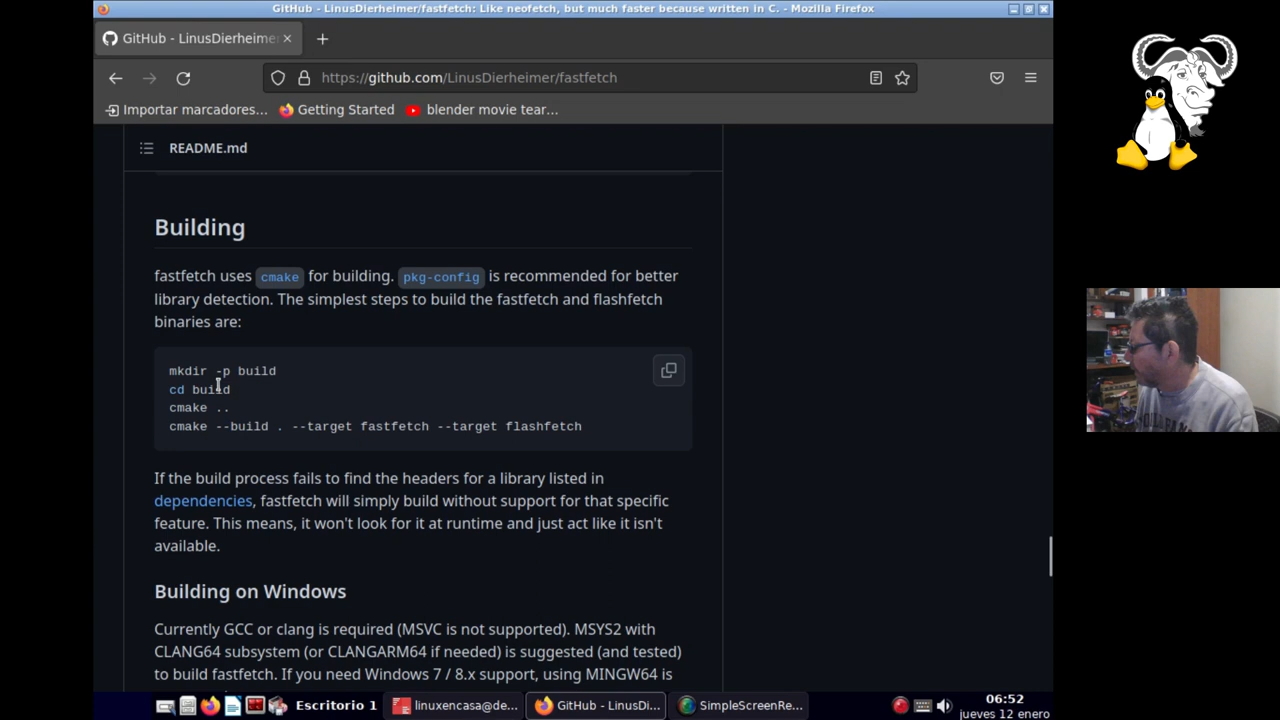 GitHub - LinusDierheimer/fastfetch: Like neofetch, but much faster because written in C. - Mozilla Firefox
GitHub - LinusDierheime
https://github.com/LinusDierheimer/fastfetch
Importar marcadores...
Getting Started
blender movie tear...
README.md
Building
fastfetch uses cmake for building. pkg-config is recommended for better
library detection. The simplest steps to build the fastfetch and flashfetch
binaries are:
mkdir -p build
cd build
cmake ..
cmake --build . --target fastfetch --target flashfetch
If the build process fails to find the headers for a library listed in
dependencies, fastfetch will simply build without support for that specific
feature. This means, it won't look for it at runtime and just act like it isn't
available.
Building on Windows
Currently GCC or clang is required (MSVC is not supported). MSYS2 with
CLANG64 subsystem (or CLANGARM64 if needed) is suggested (and tested)
to build fastfetch. If you need Windows 7 / 8.x support, using MINGW64 is
Escritorio 1
linuxencasa@de...
GitHub - LinusDi...
SimpleScreenRe...
06:52
jueves 12 enero